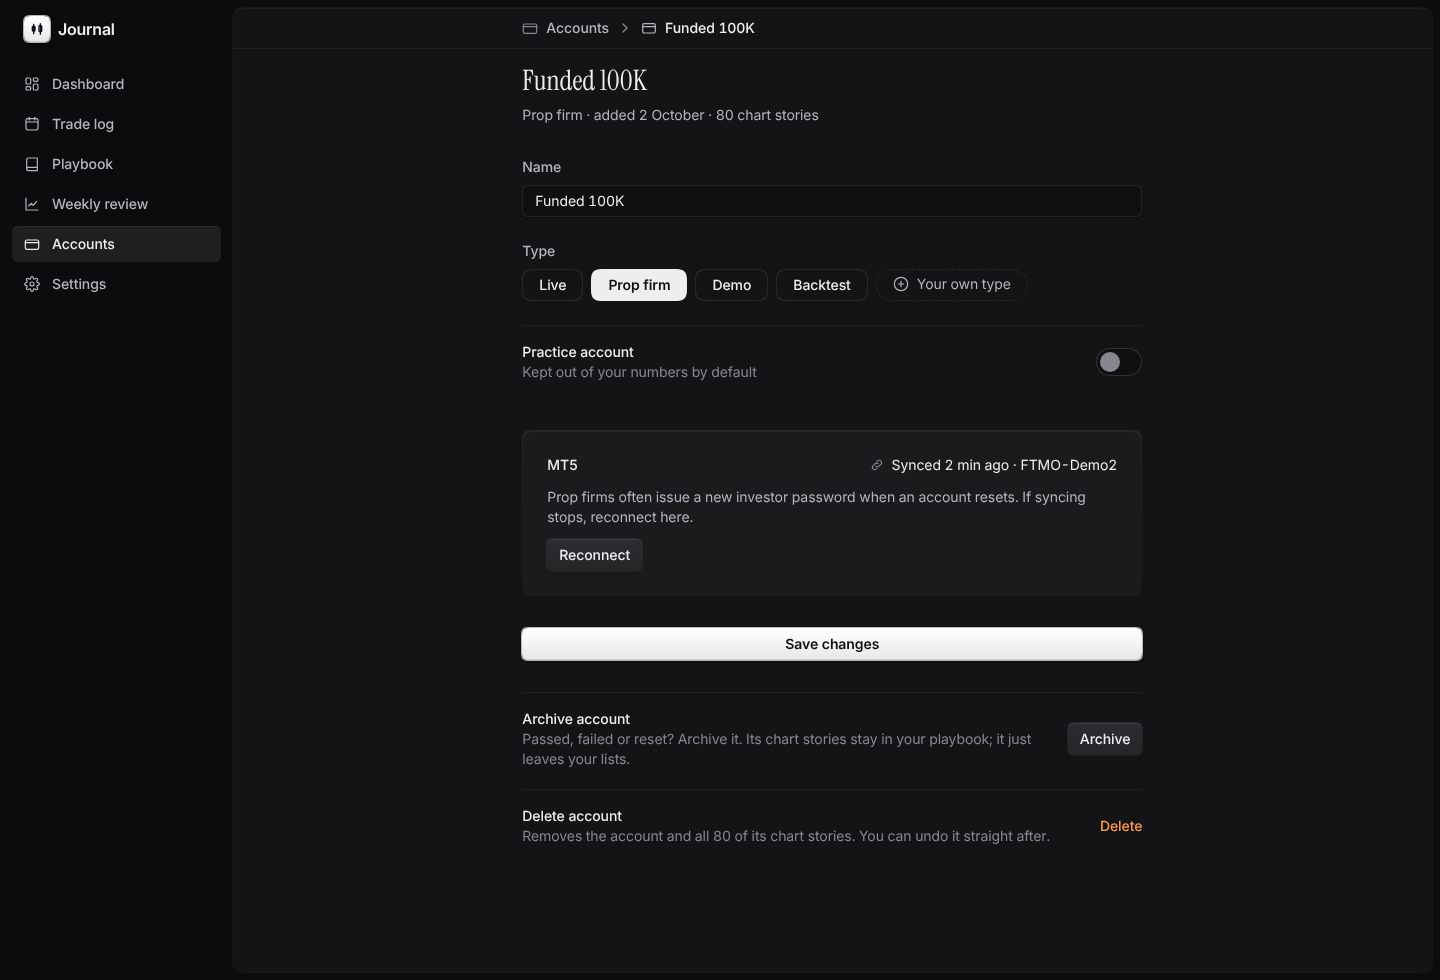 Journal
Dashboard
Trade log
Playbook
Weekly review
Accounts
Settings
Accounts
Funded 100K
Funded 100K
Prop firm · added 2 October · 80 chart stories
Name
Funded 100K
Type
Live
Prop firm
Demo
Backtest
Your own type
Practice account
Kept out of your numbers by default
MT5
Synced 2 min ago · FTMO-Demo2
Prop firms often issue a new investor password when an account resets. If syncing
stops, reconnect here.
Reconnect
Save changes
Archive account
Passed, failed or reset? Archive it. Its chart stories stay in your playbook; it just
leaves your lists.
Archive
Delete account
Removes the account and all 80 of its chart stories. You can undo it straight after.
Delete